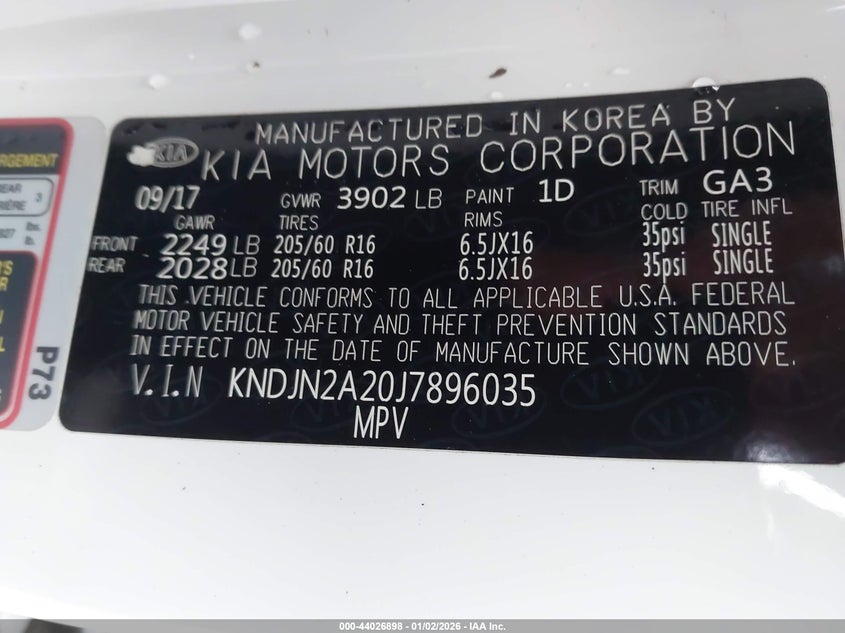 MANUFACTURED IN KOREA BY
KIA KIA MOTORS CORPORATION
09/17 GVWR 3902 LB PAINT 1D TRIM GA3
GAWR TIRES RIMS COLD TIRE INFL
FRONT 2249 LB 205/60 R16 6.5JX16 35psi SINGLE
REAR 2028 LB 205/60 R16 6.5JX16 35psi SINGLE
THIS VEHICLE CONFORMS TO ALL APPLICABLE U.S.A. FEDERAL
MOTOR VEHICLE SAFETY AND THEFT PREVENTION STANDARDS
IN EFFECT ON THE DATE OF MANUFACTURE SHOWN ABOVE.
V.I.N KNDJN2A20J7896035
MPV
P73
000-44026898 - 01/02/2026 - IAA Inc.